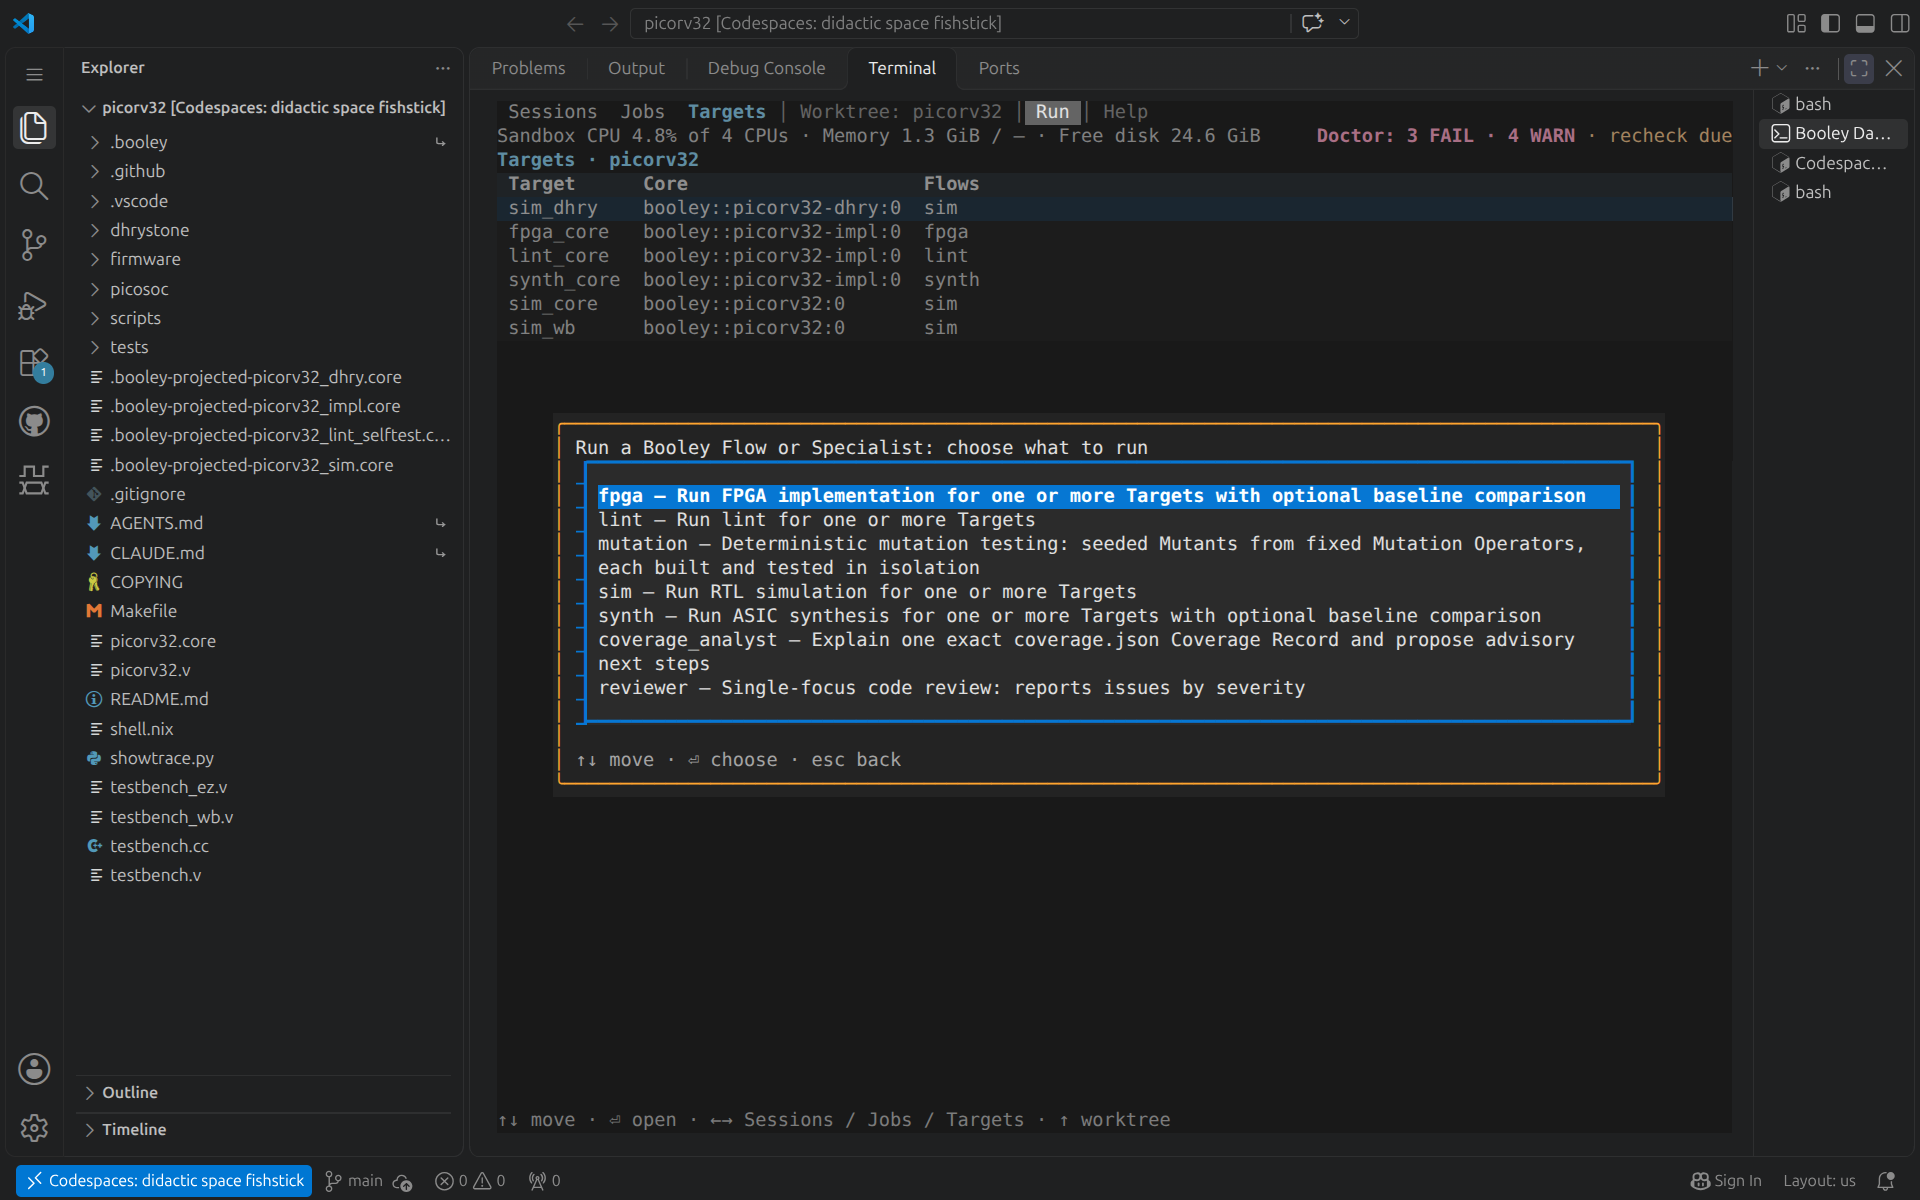 picorv32 [Codespaces: didactic space fishstick]
Explorer
picorv32 [Codespaces: didactic space fishstick]
.booley
.github
.vscode
dhrystone
firmware
picosoc
scripts
tests
.booley-projected-picorv32_dhry.core
.booley-projected-picorv32_impl.core
.booley-projected-picorv32_lint_selftest.c...
.booley-projected-picorv32_sim.core
.gitignore
AGENTS.md
CLAUDE.md
COPYING
Makefile
picorv32.core
picorv32.v
README.md
shell.nix
showtrace.py
testbench_ez.v
testbench_wb.v
testbench.cc
testbench.v
Outline
Timeline
1
Problems Output Debug Console Terminal Ports
Sessions Jobs Targets | Worktree: picorv32 | Run | Help
Sandbox CPU 4.8% of 4 CPUs · Memory 1.3 GiB / — · Free disk 24.6 GiB Doctor: 3 FAIL · 4 WARN · recheck due
Targets · picorv32
Target Core Flows
sim_dhry booley::picorv32-dhry:0 sim
fpga_core booley::picorv32-impl:0 fpga
lint_core booley::picorv32-impl:0 lint
synth_core booley::picorv32-impl:0 synth
sim_core booley::picorv32:0 sim
sim_wb booley::picorv32:0 sim
Run a Booley Flow or Specialist: choose what to run
fpga — Run FPGA implementation for one or more Targets with optional baseline comparison
lint — Run lint for one or more Targets
mutation — Deterministic mutation testing: seeded Mutants from fixed Mutation Operators,
each built and tested in isolation
sim — Run RTL simulation for one or more Targets
synth — Run ASIC synthesis for one or more Targets with optional baseline comparison
coverage_analyst — Explain one exact coverage.json Coverage Record and propose advisory
next steps
reviewer — Single-focus code review: reports issues by severity
↑↓ move · ⏎ choose · esc back
↑↓ move · ⏎ open · ←→ Sessions / Jobs / Targets · ↑ worktree
bash
Booley Da...
Codespac...
bash
Codespaces: didactic space fishstick main 0 0 0 Sign In Layout: us